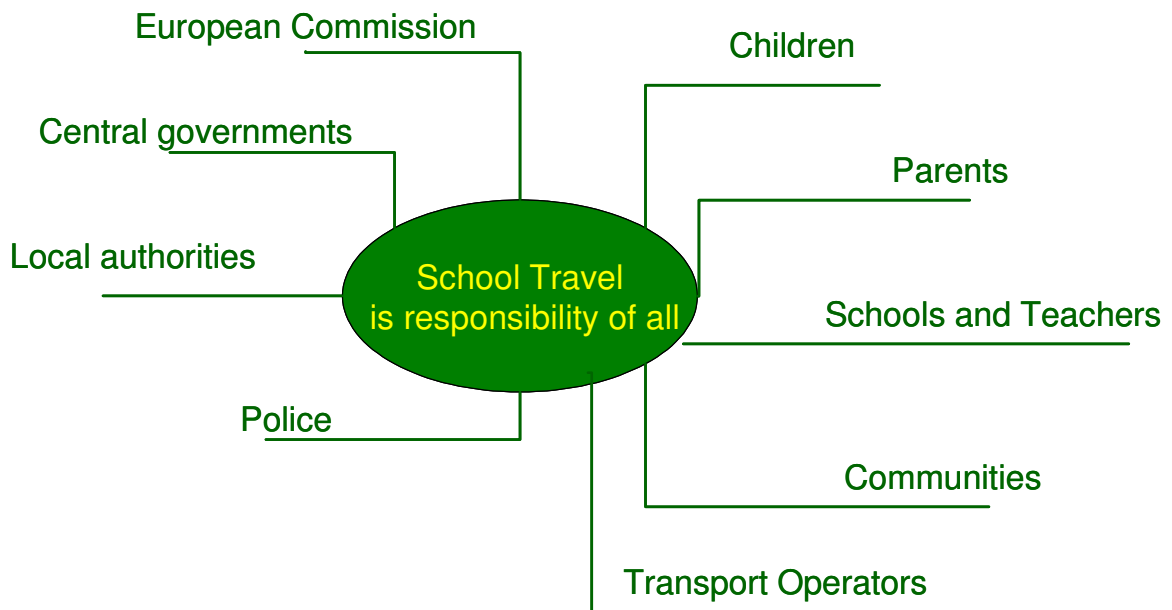 European Commission
Children
Central governments
Parents
Local authorities
School Travel
is responsibility of all
Schools and Teachers
Police
Communities
Transport Operators